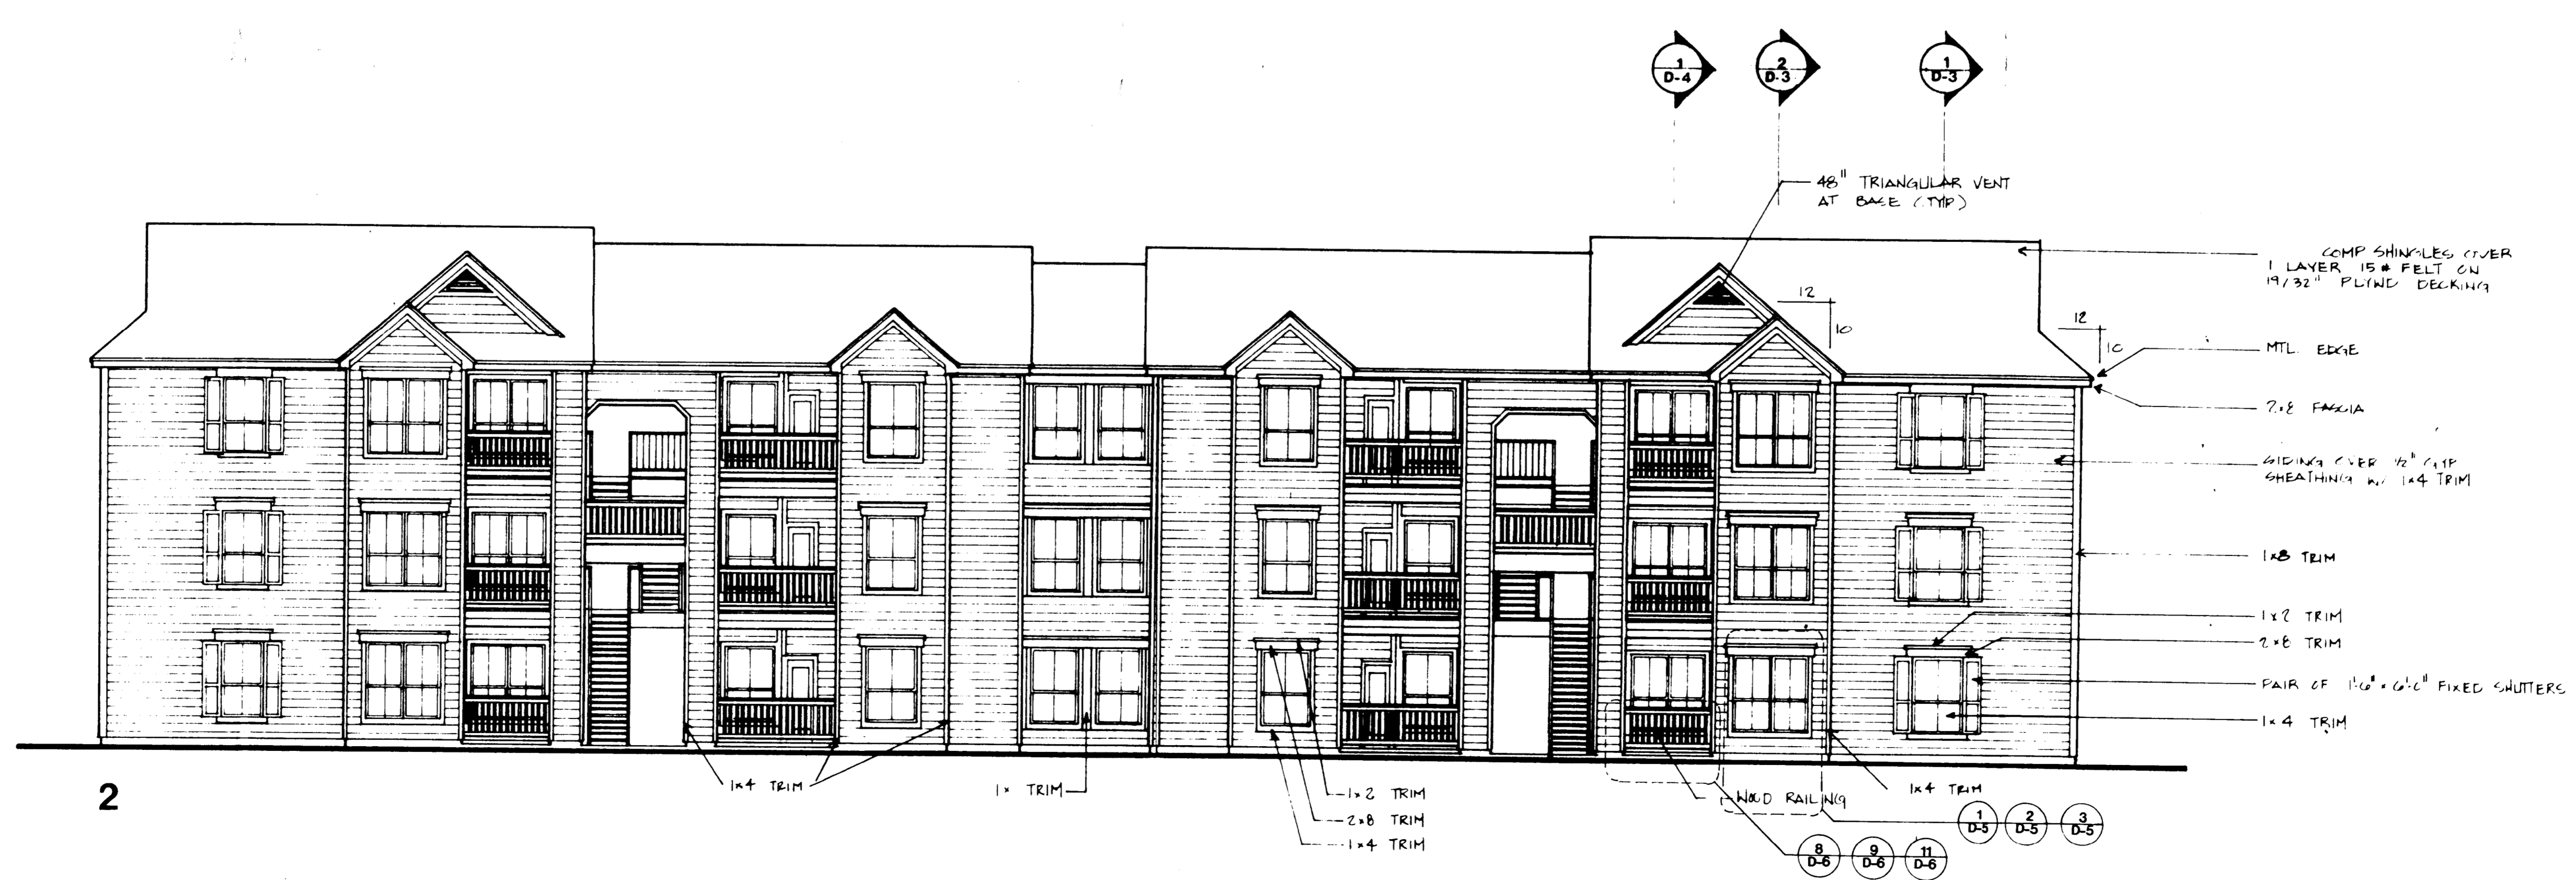 1
D-4
2
D-3
1
D-3
48" TRIANGULAR VENT
AT BASE (TYP)
COMP SHINGLES OVER
1 LAYER 15# FELT ON
19/32" PLYWD DECKING
12
10
12
10
MTL. EDGE
2x8 FASCIA
SIDING OVER 1/2" GYP
SHEATHING W/ 1x4 TRIM
1x8 TRIM
1x2 TRIM
2x8 TRIM
PAIR OF 1'-6" x 6'-0" FIXED SHUTTERS
1x4 TRIM
2
1x4 TRIM
1x TRIM
1x2 TRIM
2x8 TRIM
1x4 TRIM
WOOD RAILING
1x4 TRIM
1
D-5
2
D-5
3
D-5
8
D-6
9
D-6
11
D-6